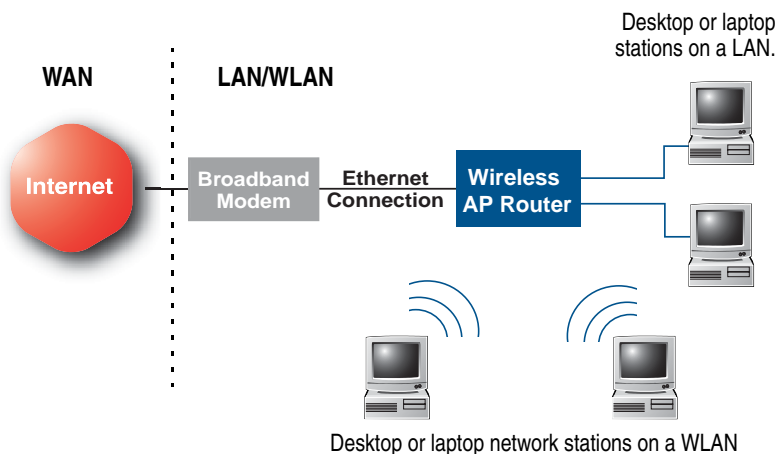 Desktop or laptop
stations on a LAN.
WAN
LAN/WLAN
Internet
Broadband
Modem
Ethernet
Connection
Wireless
AP Router
Desktop or laptop network stations on a WLAN